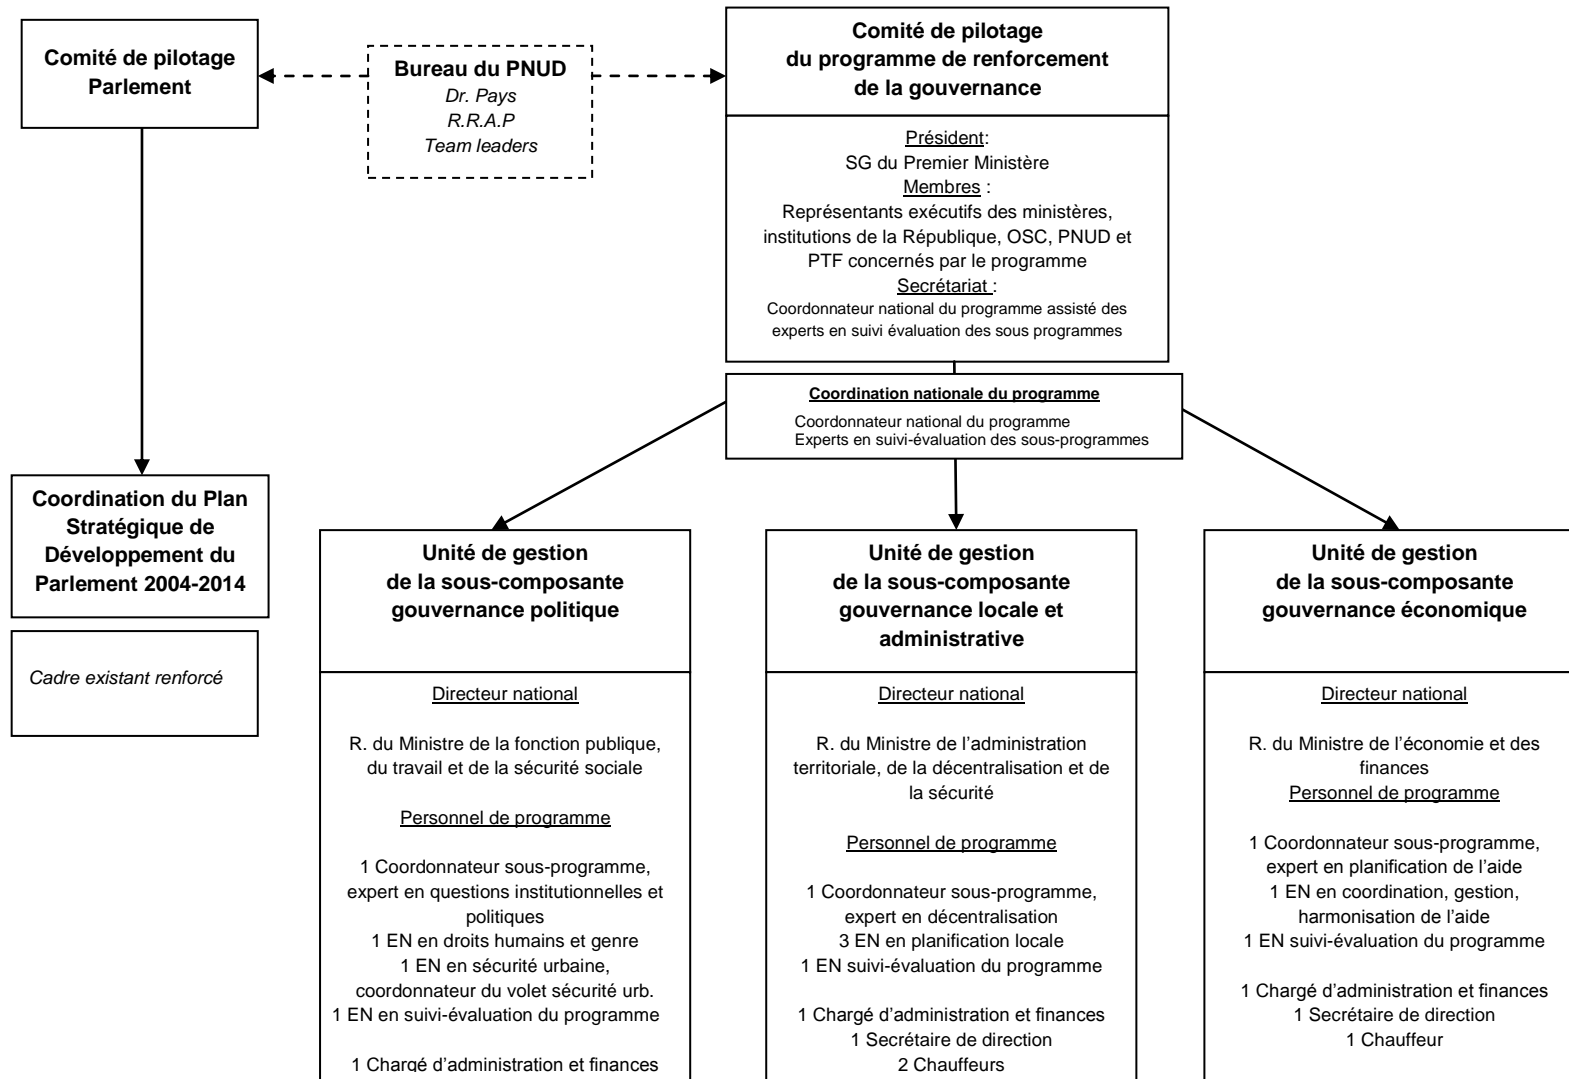 Comité de pilotage
Parlement
Bureau du PNUD
Dr. Pays
R.R.A.P
Team leaders
Comité de pilotage
du programme de renforcement
de la gouvernance
Président:
SG du Premier Ministère
Membres :
Représentants exécutifs des ministères,
institutions de la République, OSC, PNUD et
PTF concernés par le programme
Secrétariat :
Coordonnateur national du programme assisté des
experts en suivi évaluation des sous programmes
Coordination nationale du programme
Coordonnateur national du programme
Experts en suivi-évaluation des sous-programmes
Coordination du Plan
Stratégique de
Développement du
Parlement 2004-2014
Cadre existant renforcé
Unité de gestion
de la sous-composante
gouvernance politique
Directeur national
R. du Ministre de la fonction publique,
du travail et de la sécurité sociale
Personnel de programme
1 Coordonnateur sous-programme,
expert en questions institutionnelles et
politiques
1 EN en droits humains et genre
1 EN en sécurité urbaine,
coordonnateur du volet sécurité urb.
1 EN en suivi-évaluation du programme
1 Chargé d'administration et finances
Unité de gestion
de la sous-composante
gouvernance locale et
administrative
Directeur national
R. du Ministre de l'administration
territoriale, de la décentralisation et de
la sécurité
Personnel de programme
1 Coordonnateur sous-programme,
expert en décentralisation
3 EN en planification locale
1 EN suivi-évaluation du programme
1 Chargé d'administration et finances
1 Secrétaire de direction
2 Chauffeurs
Unité de gestion
de la sous-composante
gouvernance économique
Directeur national
R. du Ministre de l'économie et des
finances
Personnel de programme
1 Coordonnateur sous-programme,
expert en planification de l'aide
1 EN en coordination, gestion,
harmonisation de l'aide
1 EN suivi-évaluation du programme
1 Chargé d'administration et finances
1 Secrétaire de direction
1 Chauffeur